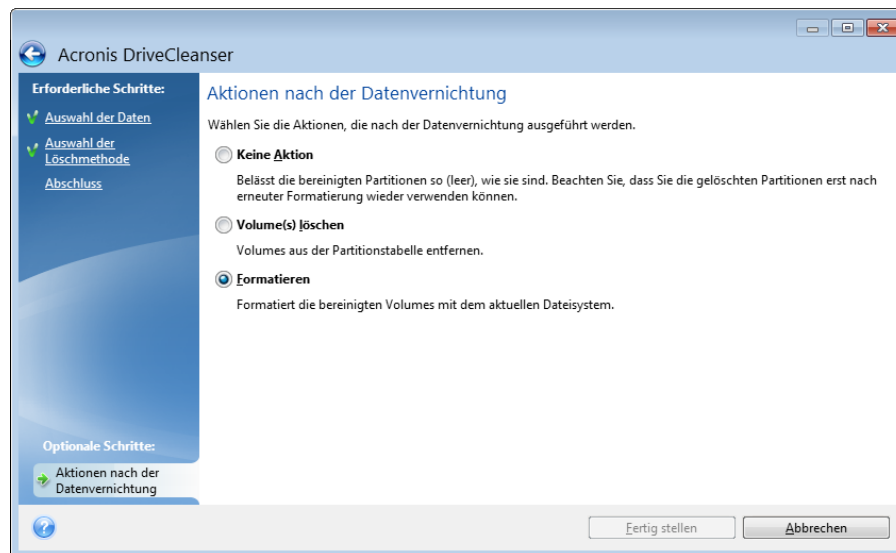 Acronis DriveCleanser
Erforderliche Schritte:
Auswahl der Daten
Auswahl der
Löschmethode
Abschluss
Optionale Schritte:
Aktionen nach der
Datenvernichtung
Aktionen nach der Datenvernichtung
Wählen Sie die Aktionen, die nach der Datenvernichtung ausgeführt werden.
Keine Aktion
Belässt die bereinigten Partitionen so (leer), wie sie sind. Beachten Sie, dass Sie die gelöschten Partitionen erst nach
erneuter Formatierung wieder verwenden können.
Volume(s) löschen
Volumes aus der Partitionstabelle entfernen.
Formatieren
Formatiert die bereinigten Volumes mit dem aktuellen Dateisystem.
Fertig stellen
Abbrechen